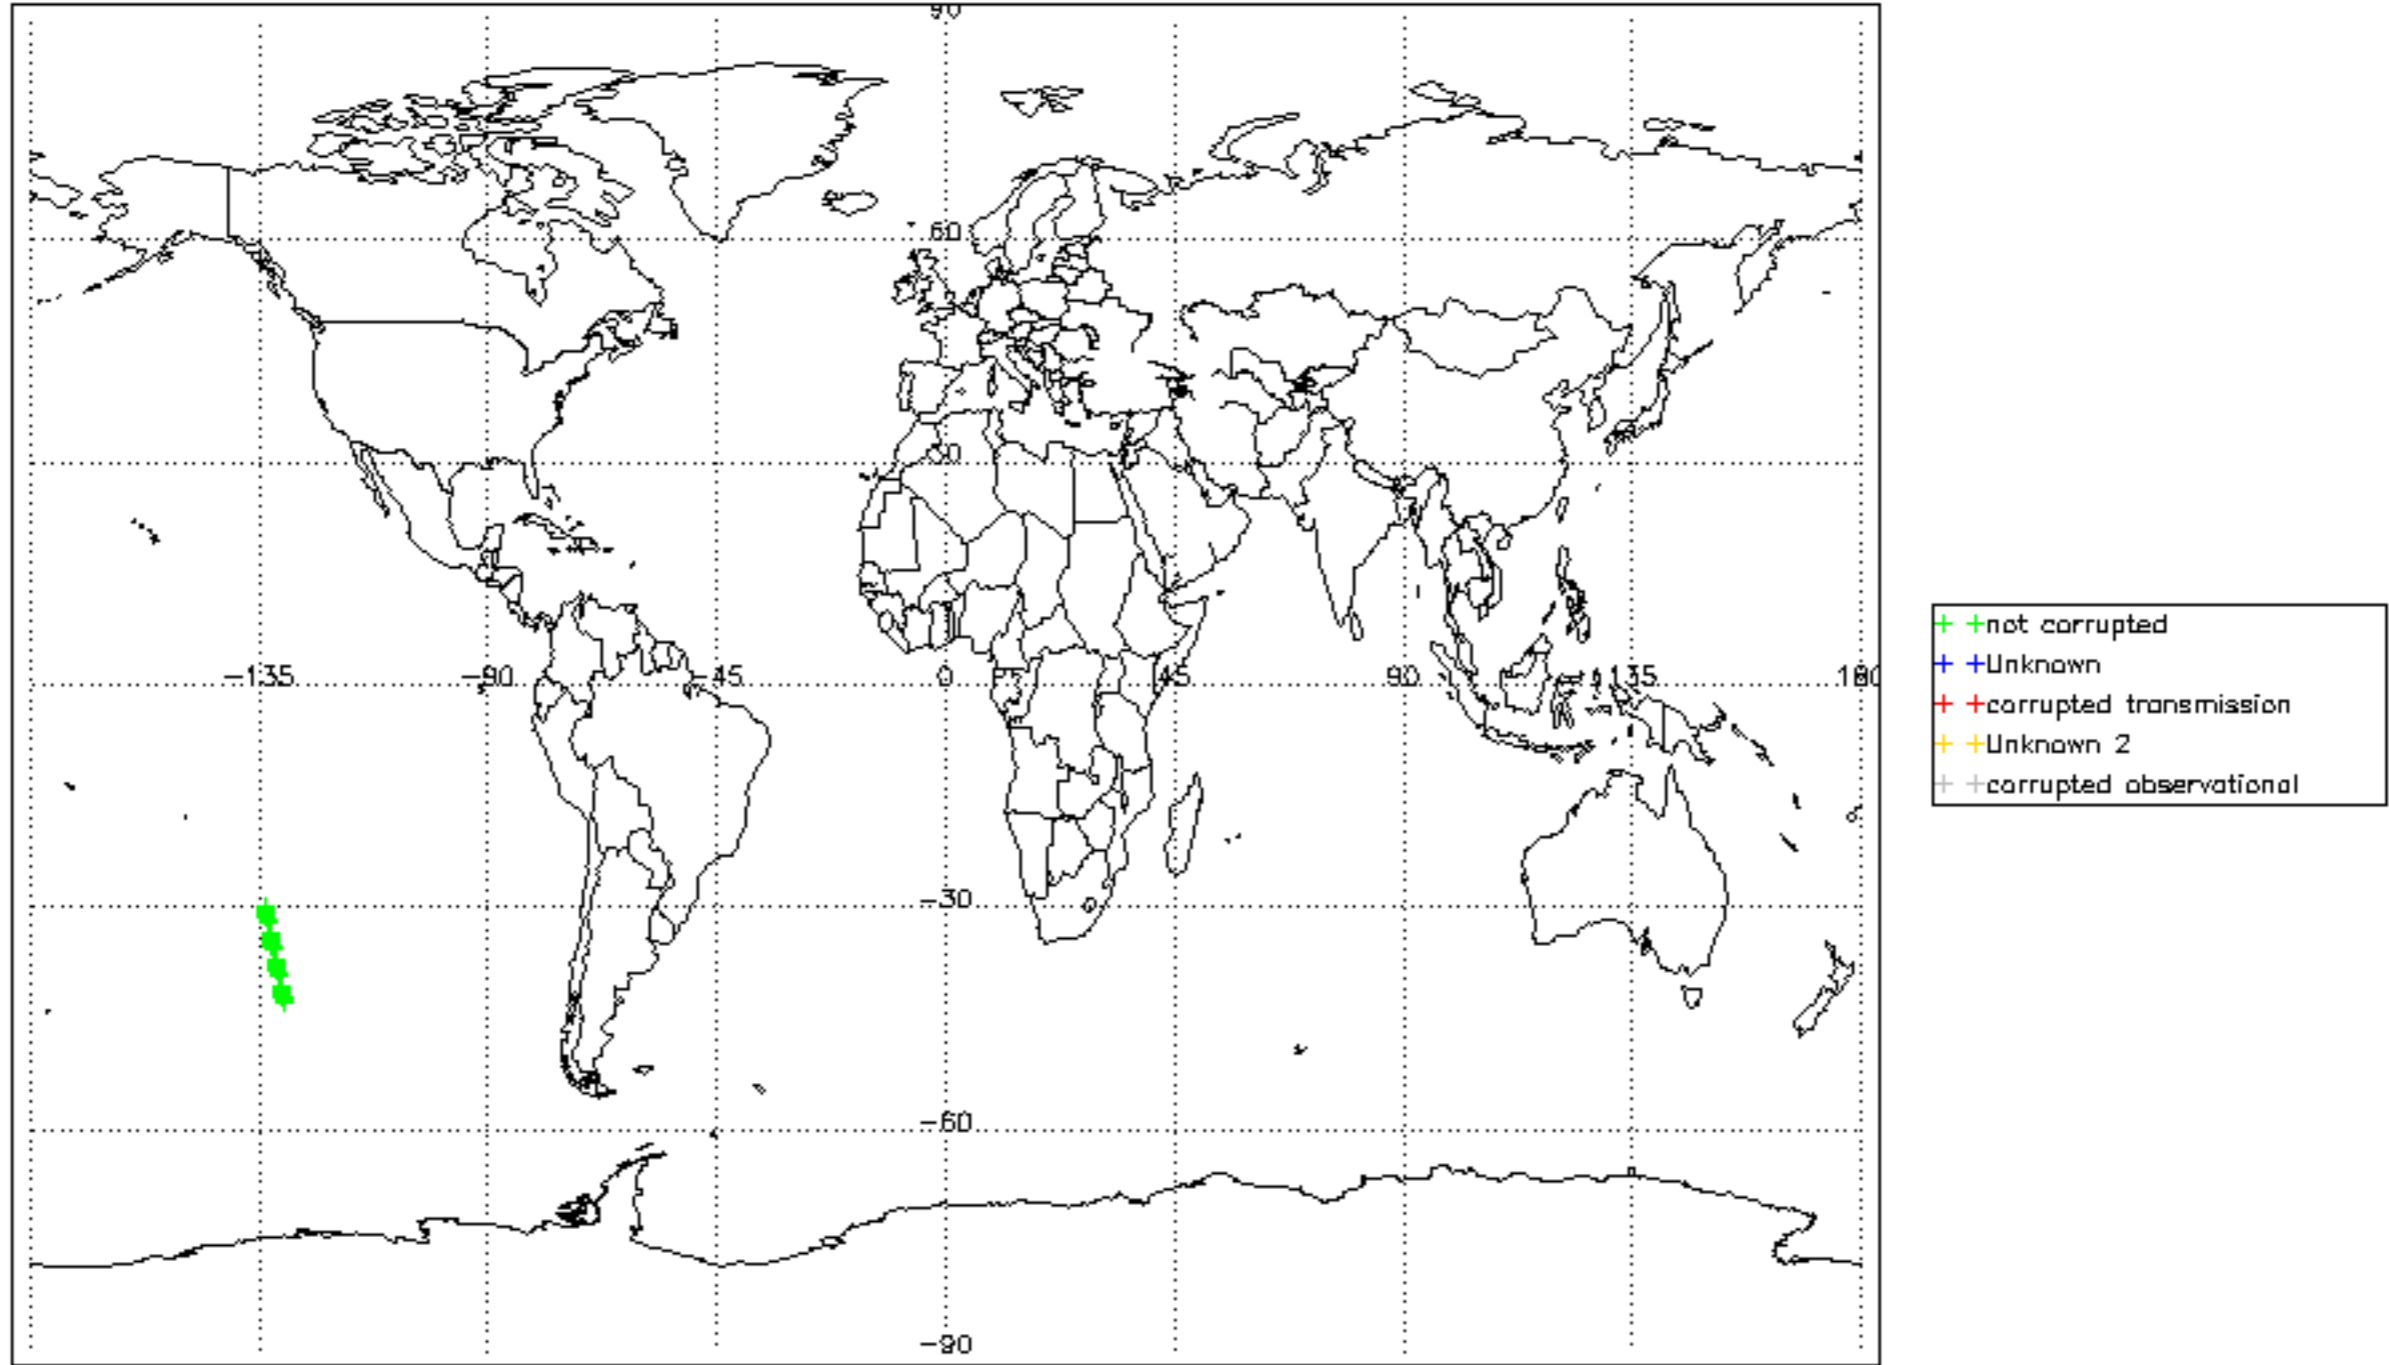 90
60
30
-135 -90 -45 0 45 90 135 180
-30
-60
-90
not corrupted
Unknown
corrupted transmission
Unknown 2
corrupted observational